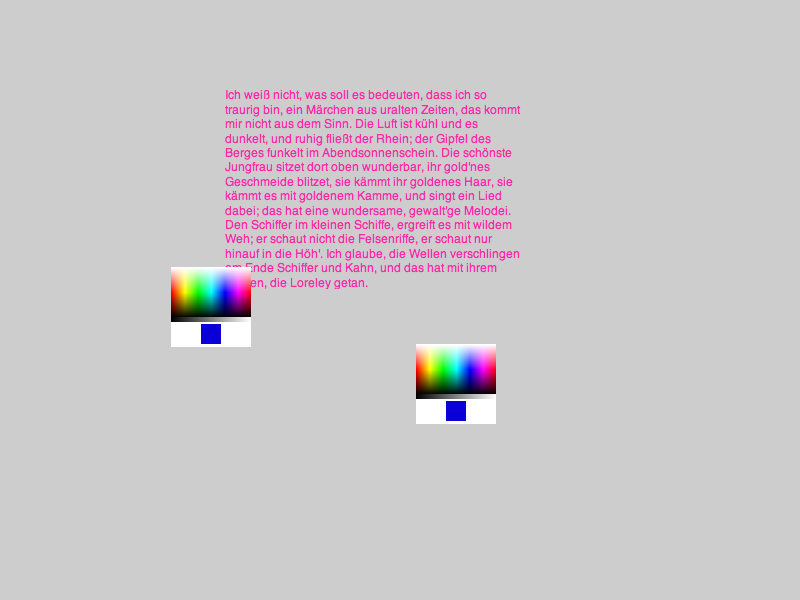 Ich weiß nicht, was soll es bedeuten, dass ich so
traurig bin, ein Märchen aus uralten Zeiten, das kommt
mir nicht aus dem Sinn. Die Luft ist kühl und es
dunkelt, und ruhig fließt der Rhein; der Gipfel des
Berges funkelt im Abendsonnenschein. Die schönste
Jungfrau sitzet dort oben wunderbar, ihr gold'nes
Geschmeide blitzet, sie kämmt ihr goldenes Haar, sie
kämmt es mit goldenem Kamme, und singt ein Lied
dabei; das hat eine wundersame, gewalt'ge Melodei.
Den Schiffer im kleinen Schiffe, ergreift es mit wildem
Weh; er schaut nicht die Felsenriffe, er schaut nur
hinauf in die Höh'. Ich glaube, die Wellen verschlingen
Ende Schiffer und Kahn, und das hat mit ihrem
die Loreley getan.